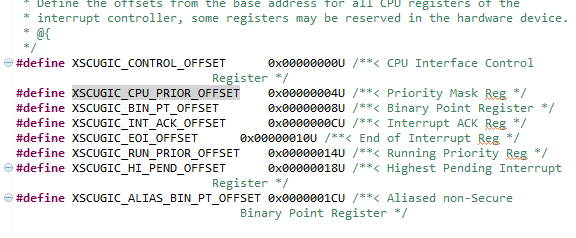 * Define the offsets from the base address for all CPU registers of the
* interrupt controller, some registers may be reserved in the hardware device.
* @{
*/
#define XSCUGIC_CONTROL_OFFSET 0x00000000U /**< CPU Interface Control
Register */
#define XSCUGIC_CPU_PRIOR_OFFSET 0x00000004U /**< Priority Mask Reg */
#define XSCUGIC_BIN_PT_OFFSET 0x00000008U /**< Binary Point Register */
#define XSCUGIC_INT_ACK_OFFSET 0x0000000CU /**< Interrupt ACK Reg */
#define XSCUGIC_EOI_OFFSET 0x00000010U /**< End of Interrupt Reg */
#define XSCUGIC_RUN_PRIOR_OFFSET 0x00000014U /**< Running Priority Reg */
#define XSCUGIC_HI_PEND_OFFSET 0x00000018U /**< Highest Pending Interrupt
Register */
#define XSCUGIC_ALIAS_BIN_PT_OFFSET 0x0000001CU /**< Aliased non-Secure
Binary Point Register */